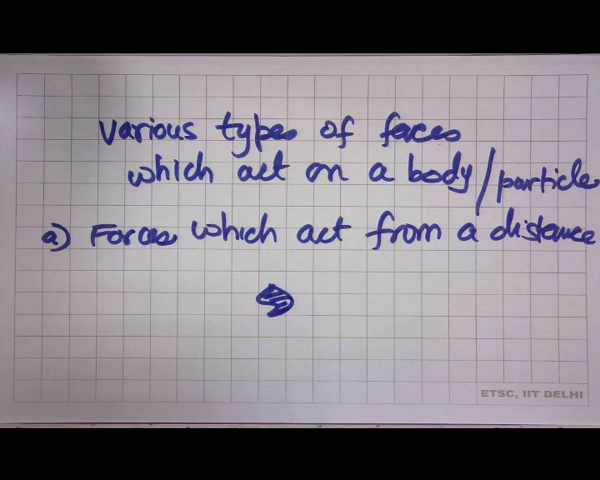 various types of forces
which act on a body/particle
a) Forces which act from a distance
ETSC, IIT DELHI